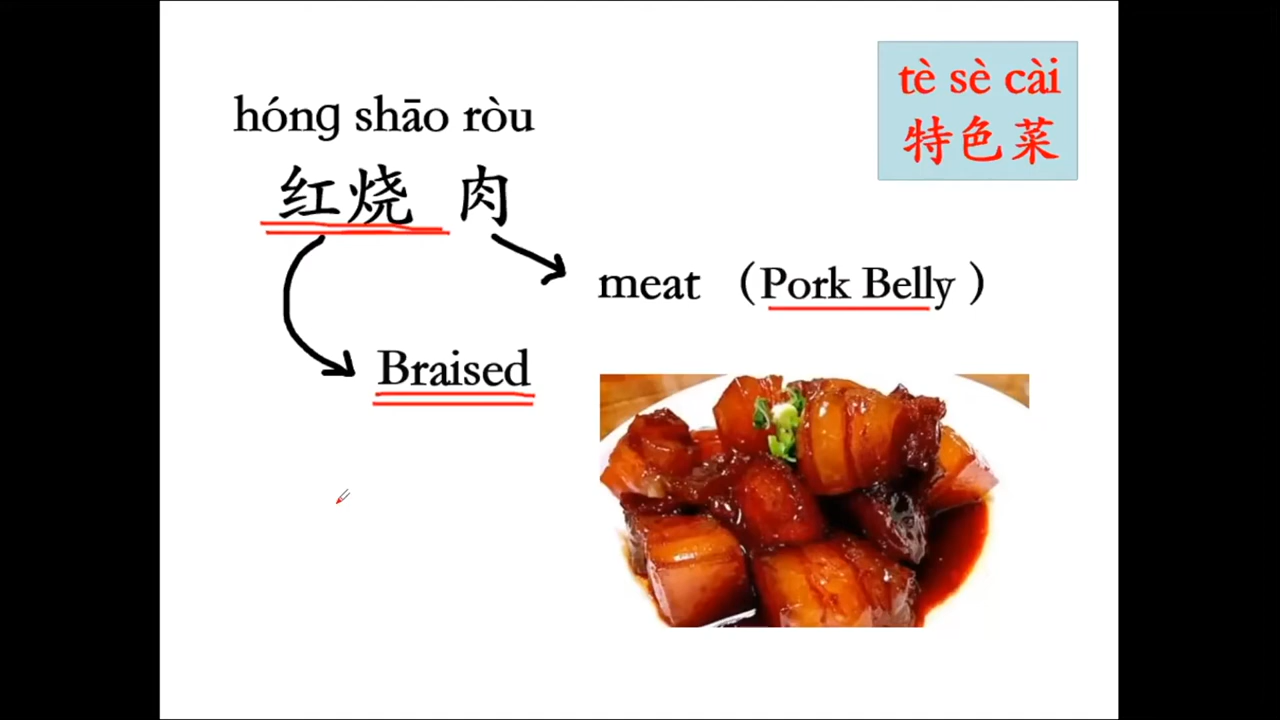 tè sè cài
特色菜
hóng shāo ròu
红烧 肉
meat （Pork Belly ）
Braised